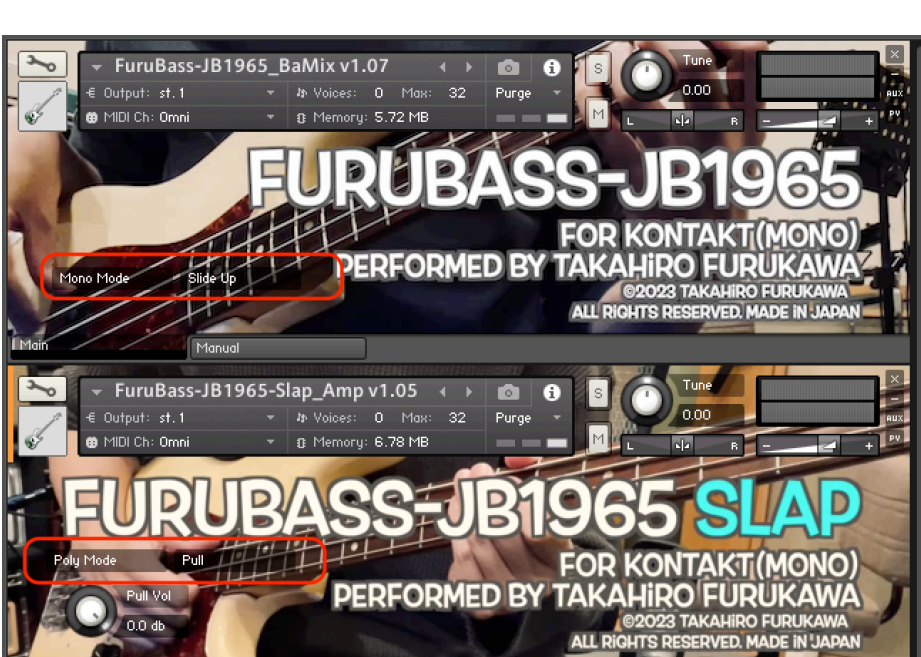 FuruBass-JB1965_BaMix v1.07
S
Tune
Output: st.1
Voices: 0 Max: 32
Purge
0.00
AUX
MIDI Ch: Omni
Memory: 5.72 MB
M
L R
- +
PV
FURUBASS-JB1965
FOR KONTAKT(MONO)
Mono Mode Slide Up
PERFORMED BY TAKAHiRO FURUKAWA
©2023 TAKAHiRO FUROKAWA
ALL RiGHTS RESERVED. MADE iN JAPAN
Main Manual
FuruBass-JB1965-Slap_Amp v1.05
S
Tune
Output: st.1
Voices: 0 Max: 32
Purge
0.00
AUX
MIDI Ch: Omni
Memory: 6.78 MB
M
L R
- +
PV
FURUBASS-JB1965 SLAP
Poly Mode Pull
FOR KONTAKT(MONO)
Pull Vol
PERFORMED BY TAKAHiRO FURUKAWA
0.0 db
©2023 TAKAHiRO FURUKAWA
ALL RiGHTS RESERVED. MADE iN JAPAN